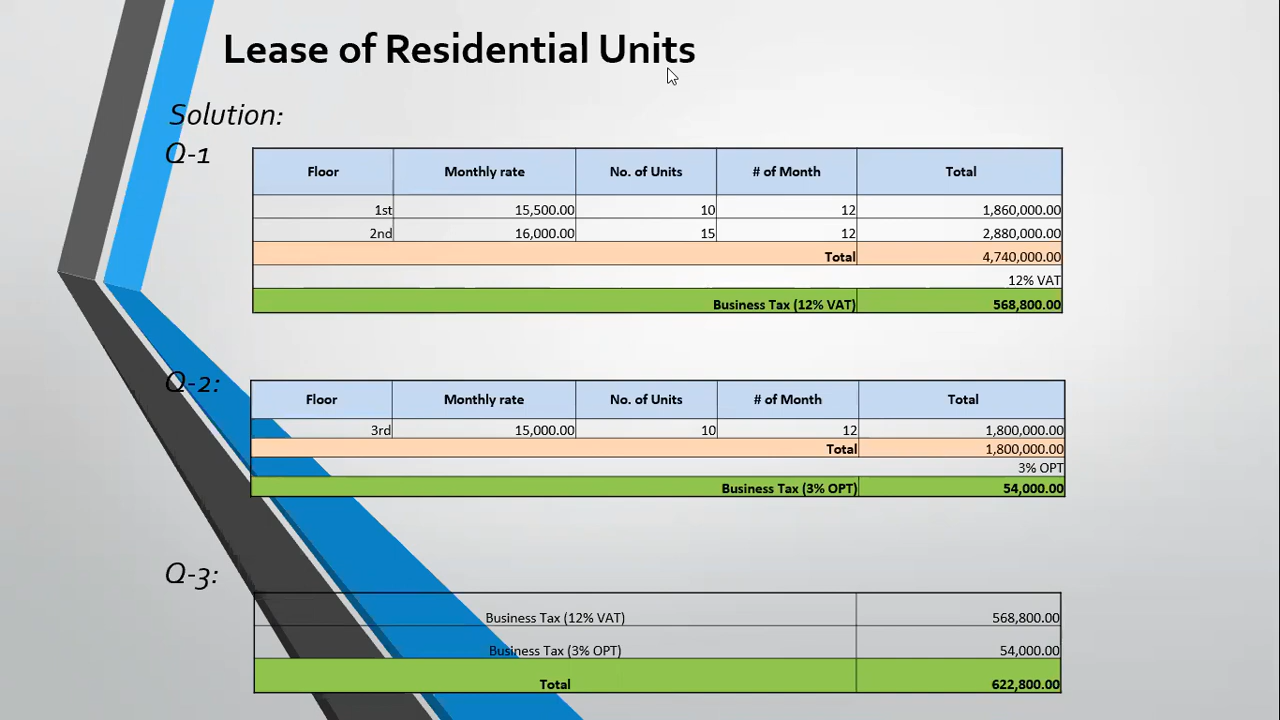 Lease of Residential Units
Solution:
Q-1
Floor Monthly rate No. of Units # of Month Total
1st 15,500.00 10 12 1,860,000.00
2nd 16,000.00 15 12 2,880,000.00
Total 4,740,000.00
12% VAT
Business Tax (12% VAT) 568,800.00
Q-2:
Floor Monthly rate No. of Units # of Month Total
3rd 15,000.00 10 12 1,800,000.00
Total 1,800,000.00
3% OPT
Business Tax (3% OPT) 54,000.00
Q-3:
Business Tax (12% VAT) 568,800.00
Business Tax (3% OPT) 54,000.00
Total 622,800.00